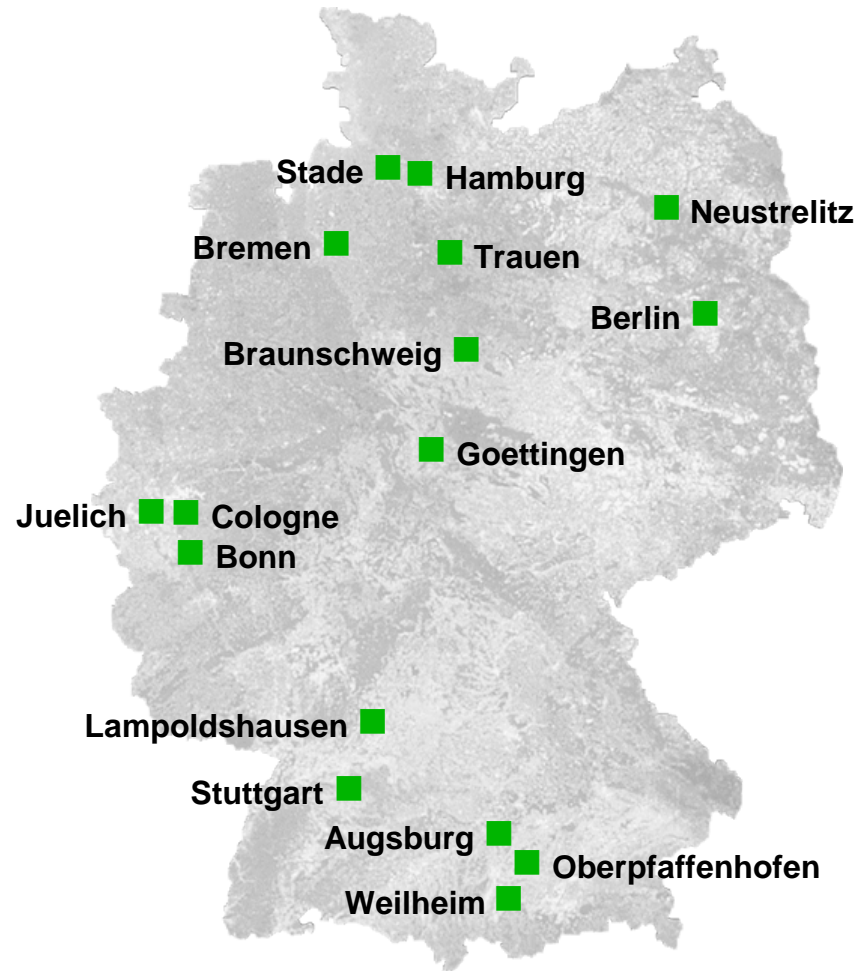 Stade
Hamburg
Neustrelitz
Bremen
Trauen
Berlin
Braunschweig
Goettingen
Juelich
Cologne
Bonn
Lampoldshausen
Stuttgart
Augsburg
Oberpfaffenhofen
Weilheim